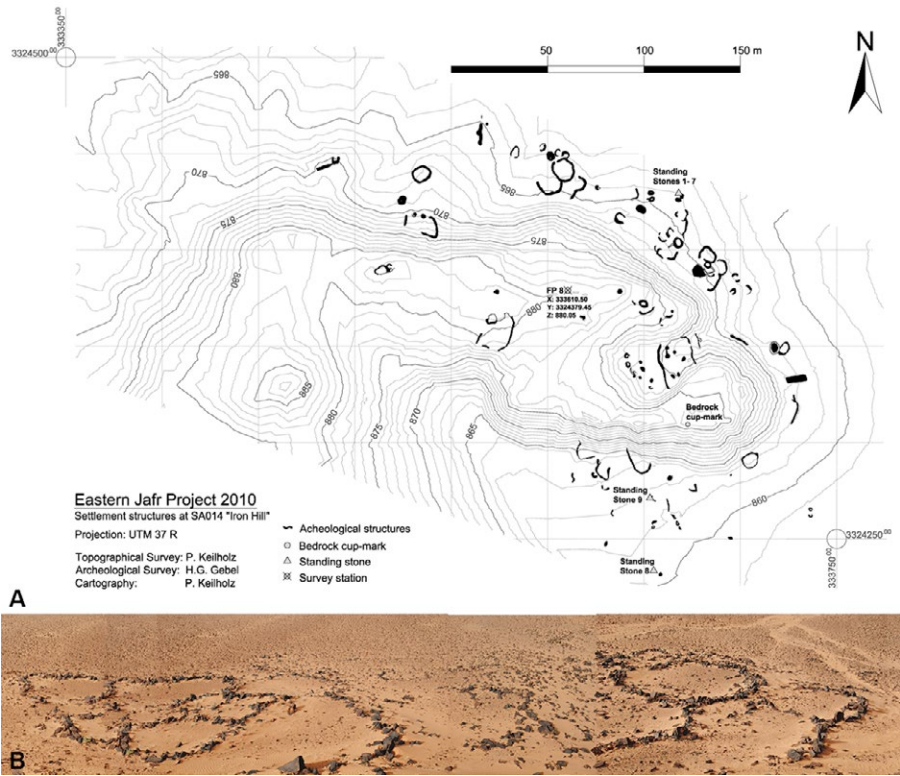 333350 00
3324500 00
50 100 150 m
N
865
Standing
Stones 1- 7
870
865
870
875
875
880
FP 8
X: 333610.50
Y: 3324379.45
Z: 880.05
880
885
880
875
870
865
Bedrock
cup-mark
Standing
Stone 9
860
3324250 00
333750 00
Standing
Stone 8
Eastern Jafr Project 2010
Settlement structures at SA014 "Iron Hill"
Projection: UTM 37 R
Topographical Survey: P. Keilholz
Archeological Survey: H.G. Gebel
Cartography: P. Keilholz
Acheological structures
Bedrock cup-mark
Standing stone
Survey station
A
B